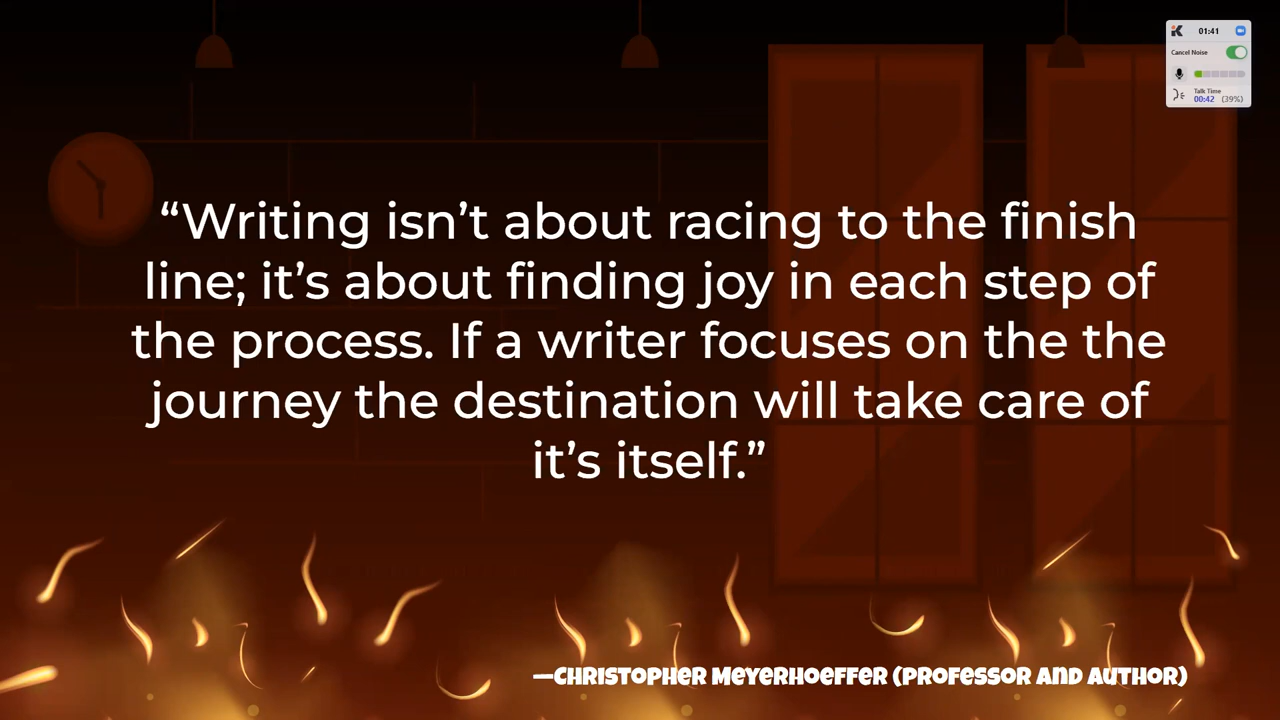 01:41
Cancel Noise
Talk Time
00:42 (39%)
“Writing isn’t about racing to the finish
line; it’s about finding joy in each step of
the process. If a writer focuses on the the
journey the destination will take care of
it’s itself.”
—Christopher Meyerhoeffer (Professor and Author)